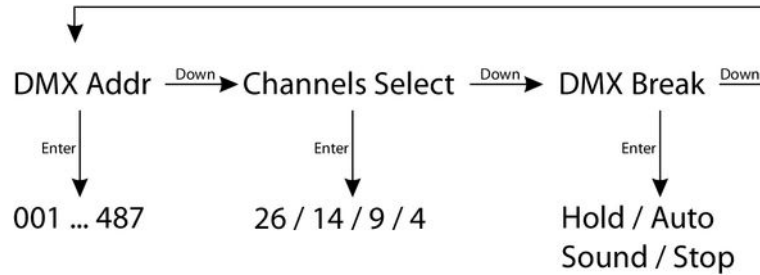 DMX Addr Down Channels Select Down DMX Break Down
Enter Enter Enter
001 ... 487 26 / 14 / 9 / 4 Hold / Auto
Sound / Stop